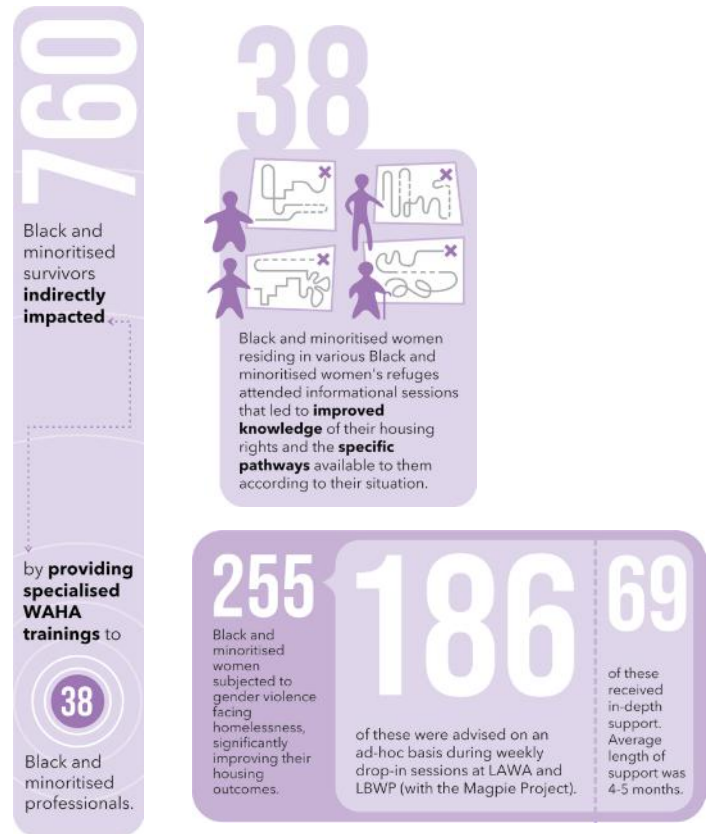 760
Black and
minoritised
survivors
indirectly
impacted
by providing
specialised
WAHA
trainings to
38
Black and
minoritised
professionals.
38
Black and minoritised women
residing in various Black and
minoritised women's refuges
attended informational sessions
that led to improved
knowledge of their housing
rights and the specific
pathways available to them
according to their situation.
255
Black and
minoritised
women
subjected to
gender violence
facing
homelessness,
significantly
improving their
housing
outcomes.
186
of these were advised on an
ad-hoc basis during weekly
drop-in sessions at LAWA and
LBWP (with the Magpie Project).
69
of these
received
in-depth
support.
Average
length of
support was
4-5 months.